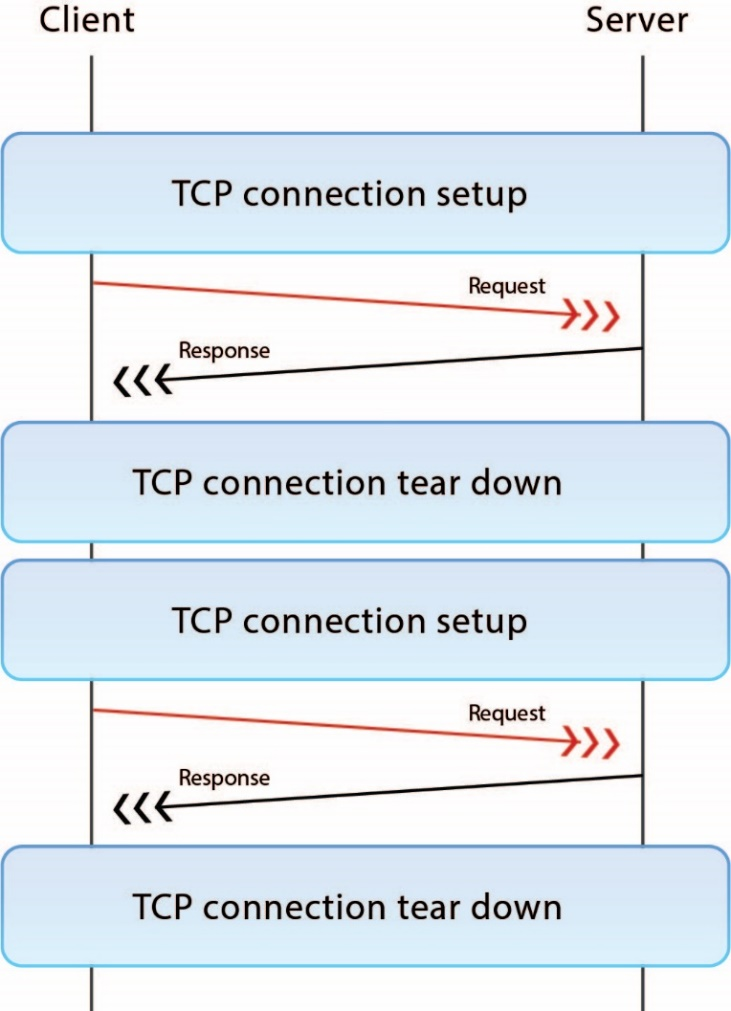 Client Server
TCP connection setup
Request
Response
TCP connection tear down
TCP connection setup
Request
Response
TCP connection tear down